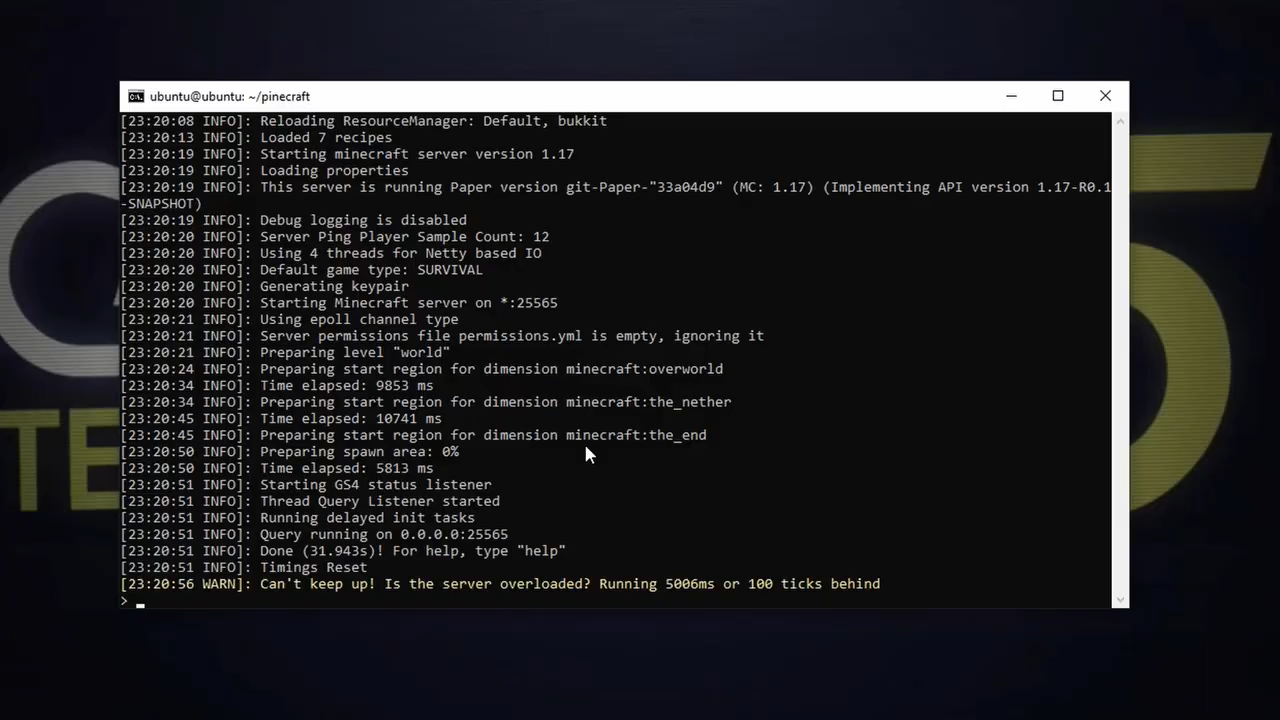 ubuntu@ubuntu: ~/pinecraft
[23:20:08 INFO]: Reloading ResourceManager: Default, bukkit
[23:20:13 INFO]: Loaded 7 recipes
[23:20:19 INFO]: Starting minecraft server version 1.17
[23:20:19 INFO]: Loading properties
[23:20:19 INFO]: This server is running Paper version git-Paper-"33a04d9" (MC: 1.17) (Implementing API version 1.17-R0.1
-SNAPSHOT)
[23:20:19 INFO]: Debug logging is disabled
[23:20:20 INFO]: Server Ping Player Sample Count: 12
[23:20:20 INFO]: Using 4 threads for Netty based IO
[23:20:20 INFO]: Default game type: SURVIVAL
[23:20:20 INFO]: Generating keypair
[23:20:20 INFO]: Starting Minecraft server on *:25565
[23:20:21 INFO]: Using epoll channel type
[23:20:21 INFO]: Server permissions file permissions.yml is empty, ignoring it
[23:20:21 INFO]: Preparing level "world"
[23:20:24 INFO]: Preparing start region for dimension minecraft:overworld
[23:20:34 INFO]: Time elapsed: 9853 ms
[23:20:34 INFO]: Preparing start region for dimension minecraft:the_nether
[23:20:45 INFO]: Time elapsed: 10741 ms
[23:20:45 INFO]: Preparing start region for dimension minecraft:the_end
[23:20:50 INFO]: Preparing spawn area: 0%
[23:20:50 INFO]: Time elapsed: 5813 ms
[23:20:51 INFO]: Starting GS4 status listener
[23:20:51 INFO]: Thread Query Listener started
[23:20:51 INFO]: Running delayed init tasks
[23:20:51 INFO]: Query running on 0.0.0.0:25565
[23:20:51 INFO]: Done (31.943s)! For help, type "help"
[23:20:51 INFO]: Timings Reset
[23:20:56 WARN]: Can't keep up! Is the server overloaded? Running 5006ms or 100 ticks behind
>